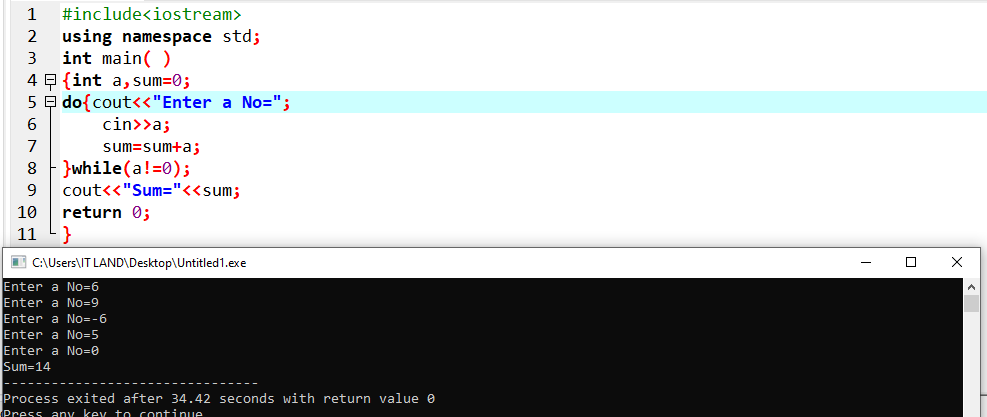 1 #include<iostream>
2 using namespace std;
3 int main( )
4 {int a,sum=0;
5 do{cout<<"Enter a No=";
6 cin>>a;
7 sum=sum+a;
8 }while(a!=0);
9 cout<<"Sum="<<sum;
10 return 0;
11 }
C:\Users\IT LAND\Desktop\Untitled1.exe
Enter a No=6
Enter a No=9
Enter a No=-6
Enter a No=5
Enter a No=0
Sum=14
--------------------------------
Process exited after 34.42 seconds with return value 0
Press any key to continue